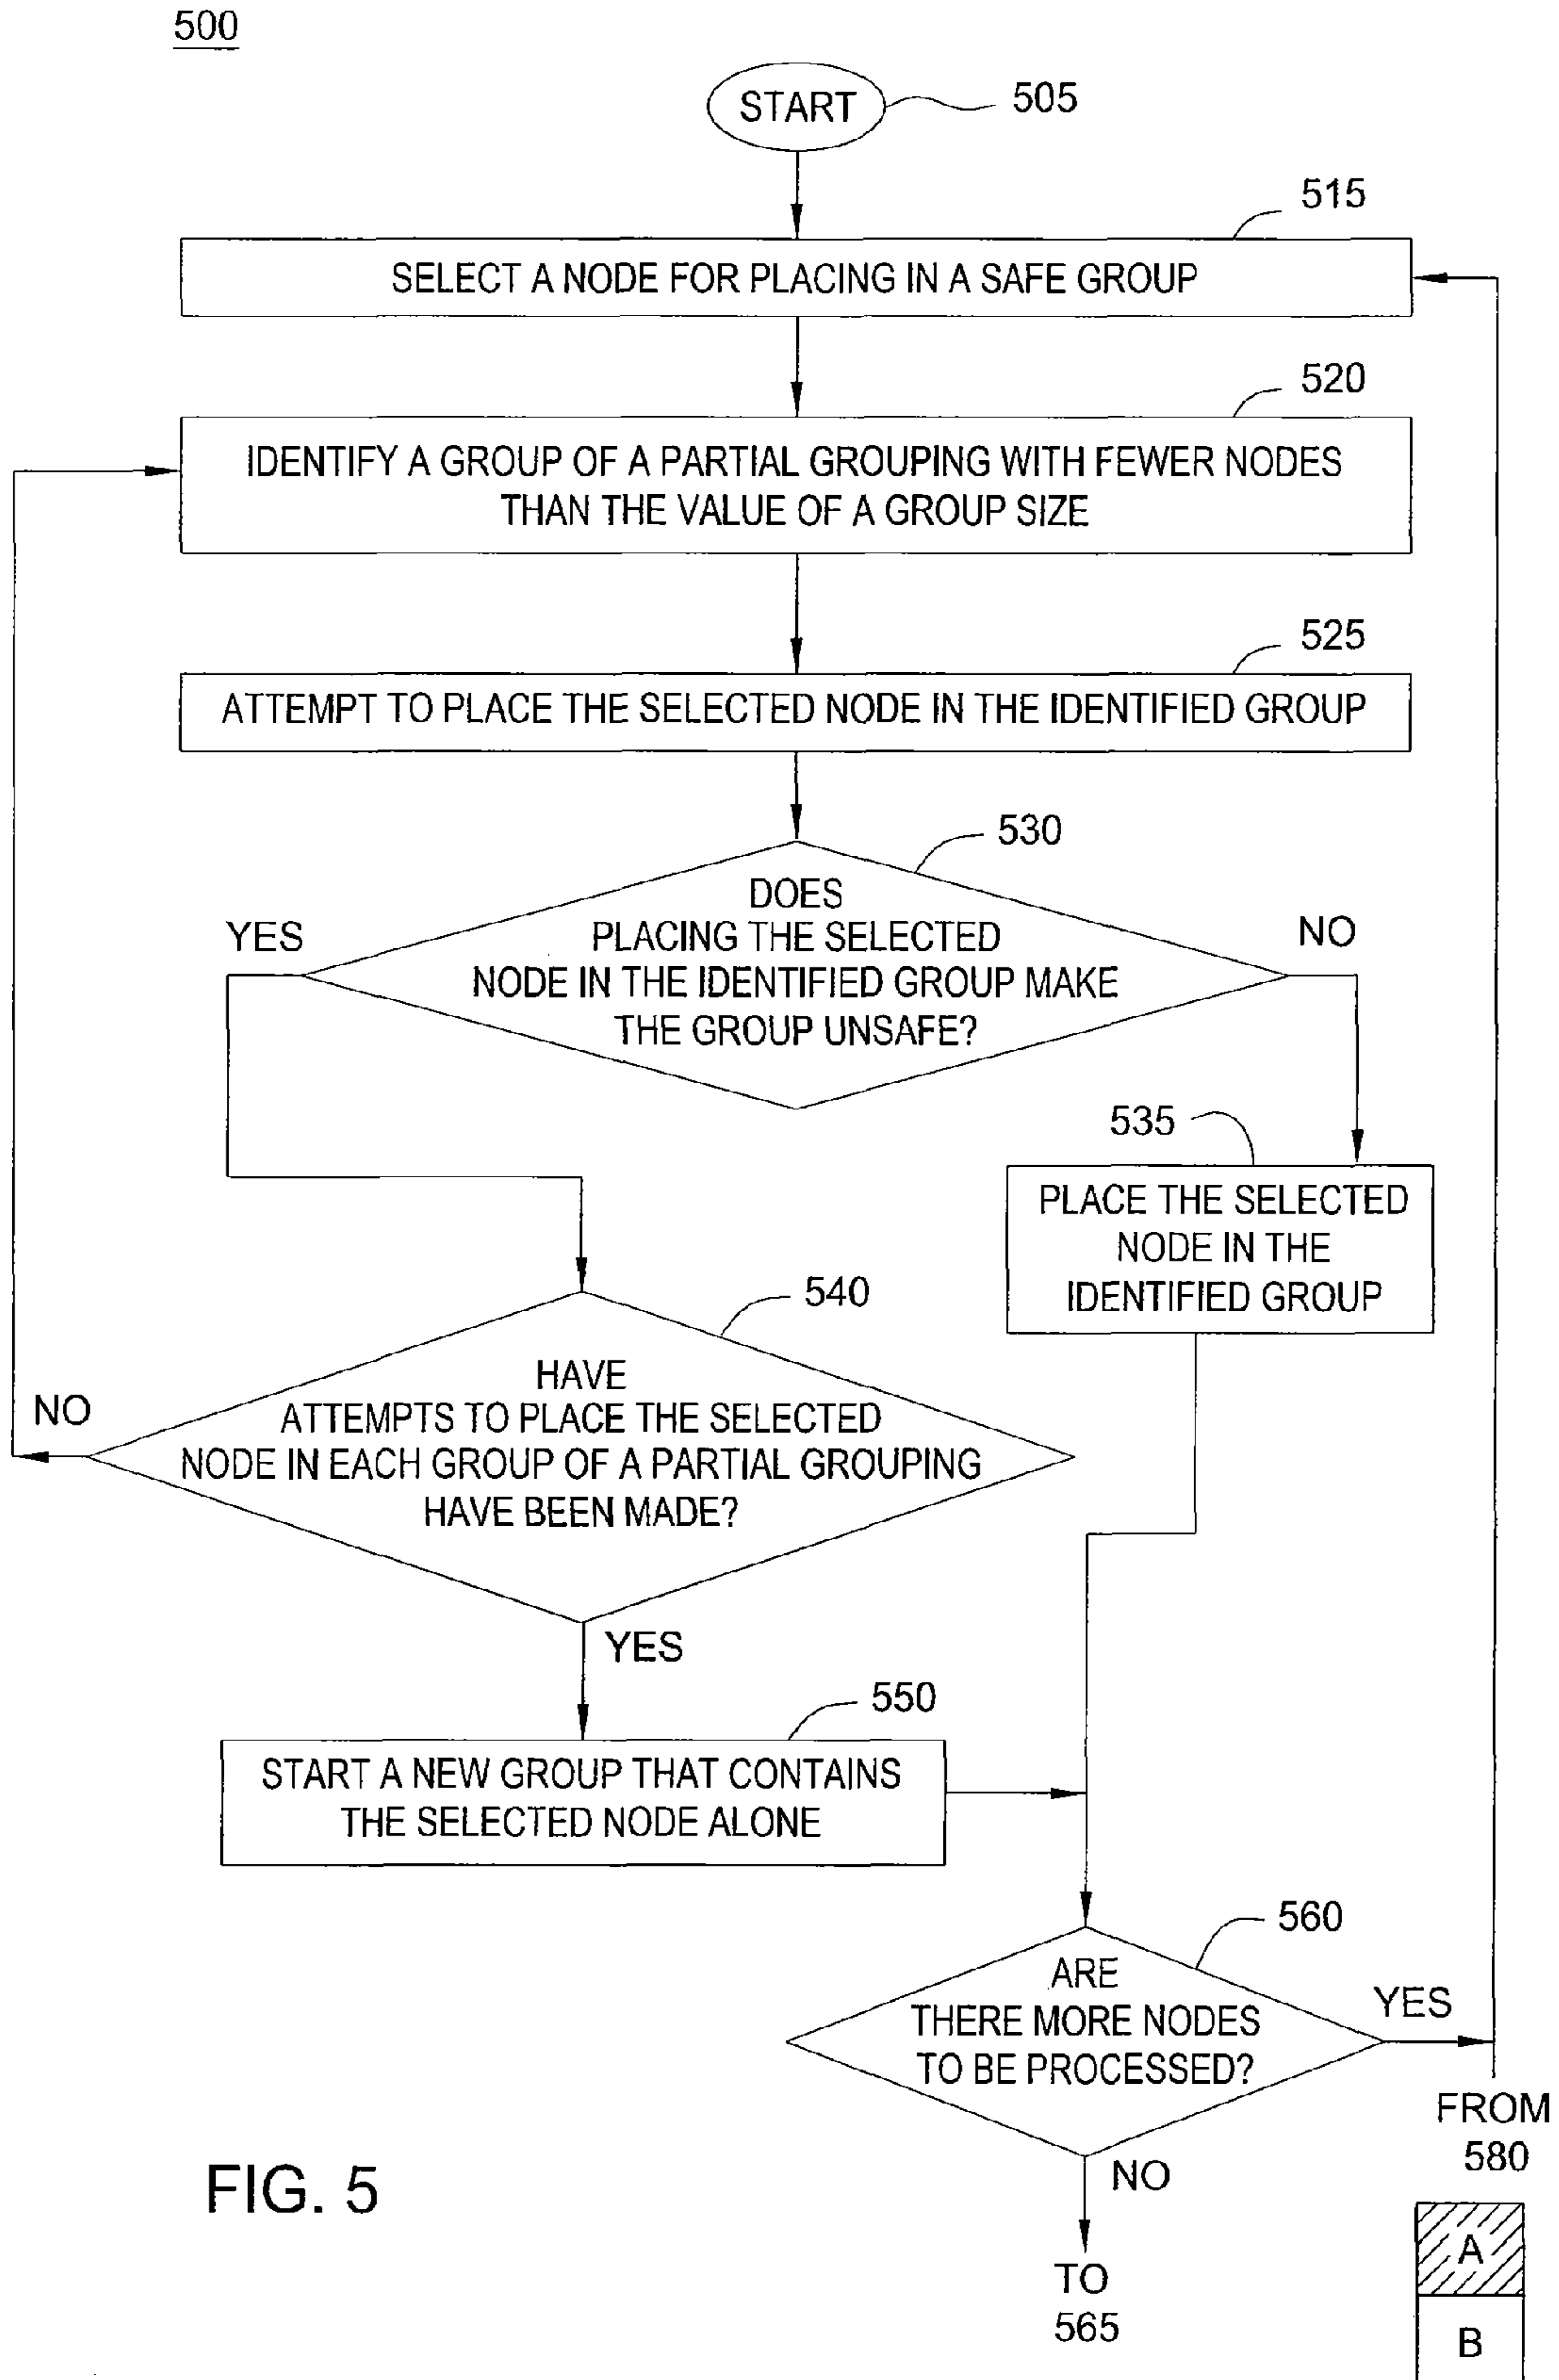 500
START
505
515
SELECT A NODE FOR PLACING IN A SAFE GROUP
520
IDENTIFY A GROUP OF A PARTIAL GROUPING WITH FEWER NODES
THAN THE VALUE OF A GROUP SIZE
525
ATTEMPT TO PLACE THE SELECTED NODE IN THE IDENTIFIED GROUP
530
DOES
PLACING THE SELECTED
NODE IN THE IDENTIFIED GROUP MAKE
THE GROUP UNSAFE?
YES
NO
535
PLACE THE SELECTED
NODE IN THE
IDENTIFIED GROUP
540
HAVE
ATTEMPTS TO PLACE THE SELECTED
NODE IN EACH GROUP OF A PARTIAL GROUPING
HAVE BEEN MADE?
NO
YES
550
START A NEW GROUP THAT CONTAINS
THE SELECTED NODE ALONE
560
ARE
THERE MORE NODES
TO BE PROCESSED?
YES
FROM
580
NO
TO
565
FIG. 5
A
B